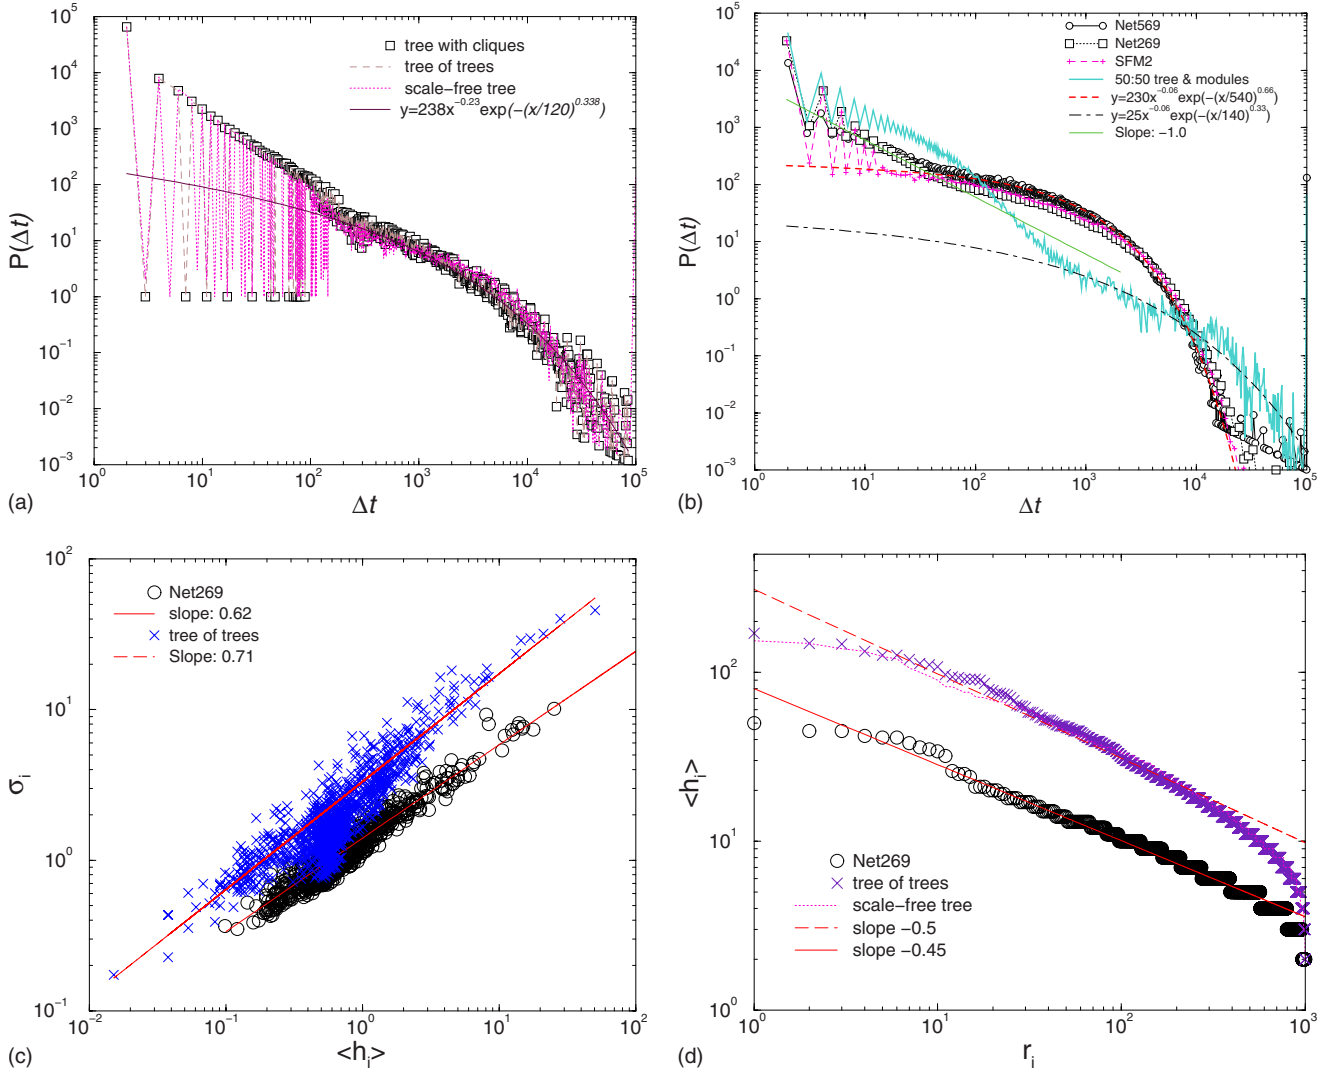 10^5
10^4
10^3
10^2
10^1
10^0
10^−1
10^−2
10^−3
P(Δt)
tree with cliques
tree of trees
scale−free tree
y=238x^−0.23 exp(−(x/120)^0.338)
10^0 10^1 10^2 10^3 10^4 10^5
Δt
(a)
10^5
10^4
10^3
10^2
10^1
10^0
10^−1
10^−2
10^−3
P(Δt)
Net569
Net269
SFM2
50:50 tree & modules
y=230x^−0.06 exp(−(x/540)^0.66)
y=25x^−0.06 exp(−(x/140)^0.33)
Slope: −1.0
10^0 10^1 10^2 10^3 10^4 10^5
Δt
(b)
10^2
10^1
10^0
10^−1
σ_i
Net269
slope: 0.62
tree of trees
Slope: 0.71
10^−2 10^−1 10^0 10^1 10^2
<h_i>
(c)
10^2
10^1
10^0
<h_i>
Net269
tree of trees
scale−free tree
slope −0.5
slope −0.45
10^0 10^1 10^2 10^3
r_i
(d)